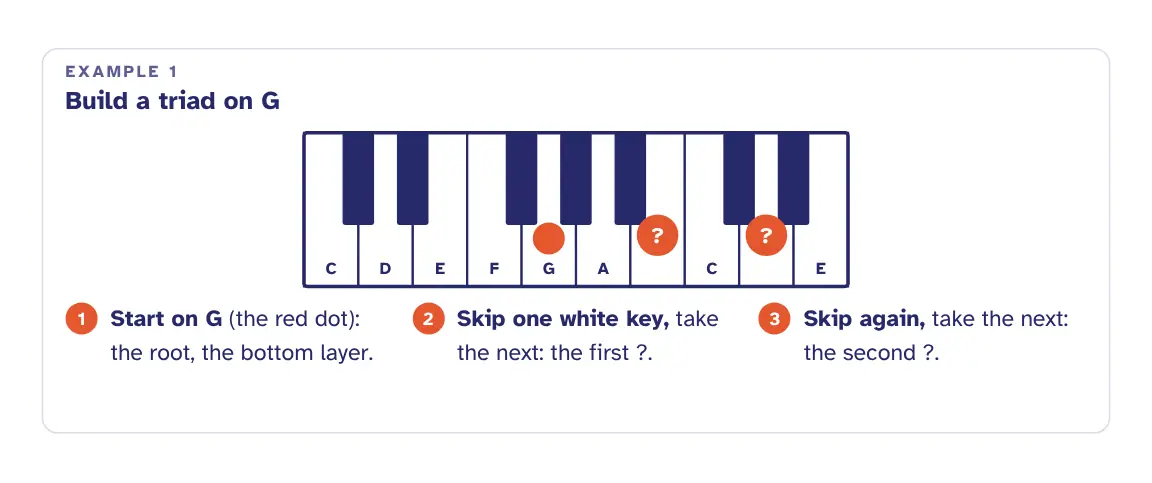 EXAMPLE 1
Build a triad on G
? ?
C D E F G A C E
1 Start on G (the red dot):
the root, the bottom layer.
2 Skip one white key, take
the next: the first ?.
3 Skip again, take the next:
the second ?.